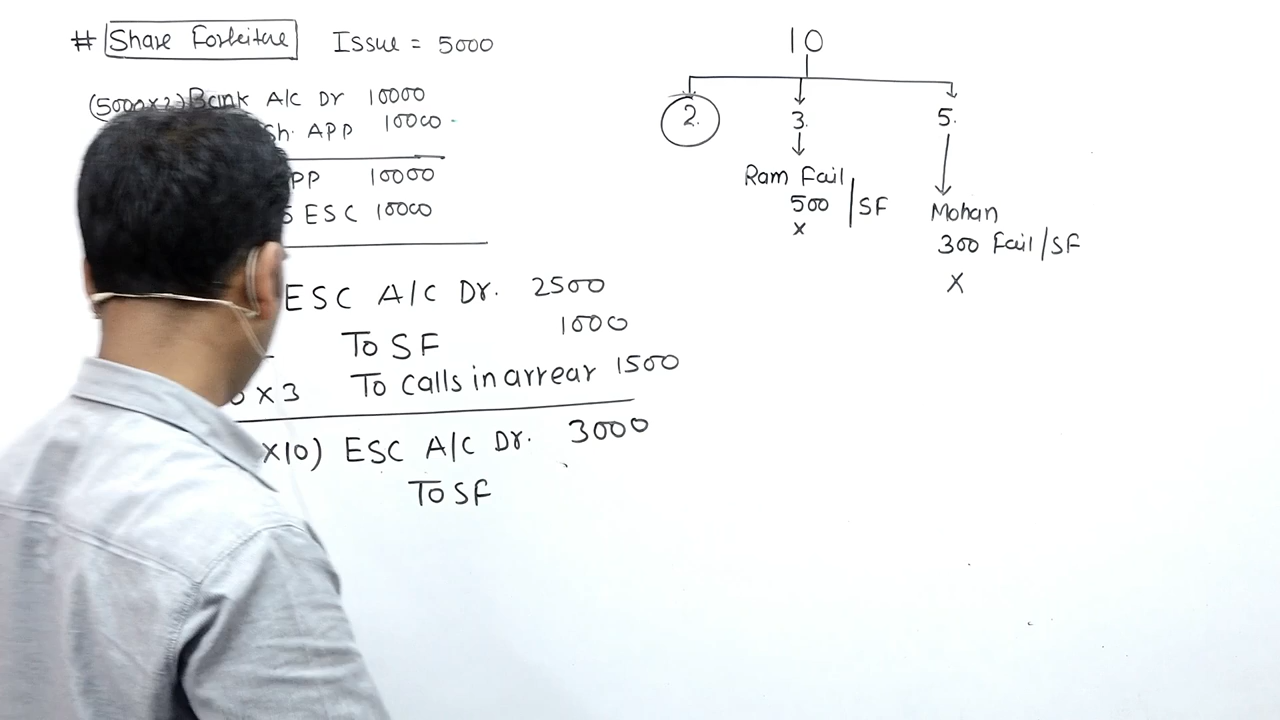 # Share Forfeiture Issue = 5000
(5000×2) Bank A/C Dr 10000
Sh. APP 10000
PP 10000
ESC 10000
ESC A/C Dr. 2500
To SF 1000
× 3 To calls in arrear 1500
×10) ESC A/C Dr. 3000
To SF
10
2. 3. 5.
Ram Fail
500 / SF
×
Mohan
300 Fail / SF
×